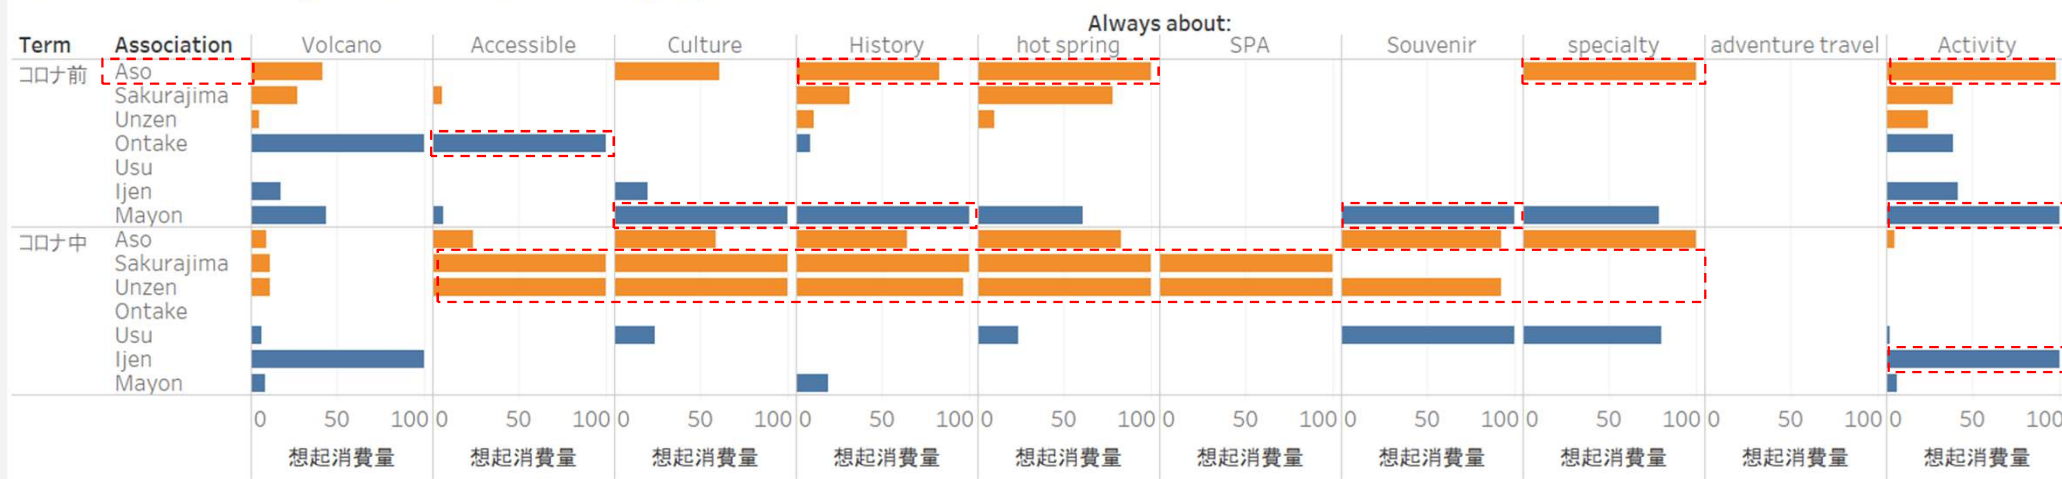 Always about:
Term Association Volcano Accessible Culture History hot spring SPA Souvenir specialty adventure travel Activity
コロナ前 Aso
Sakurajima
Unzen
Ontake
Usu
Ijen
Mayon
コロナ中 Aso
Sakurajima
Unzen
Ontake
Usu
Ijen
Mayon
0 50 100 0 50 100 0 50 100 0 50 100 0 50 100 0 50 100 0 50 100 0 50 100 0 50 100 0 50 100
想起消費量 想起消費量 想起消費量 想起消費量 想起消費量 想起消費量 想起消費量 想起消費量 想起消費量 想起消費量